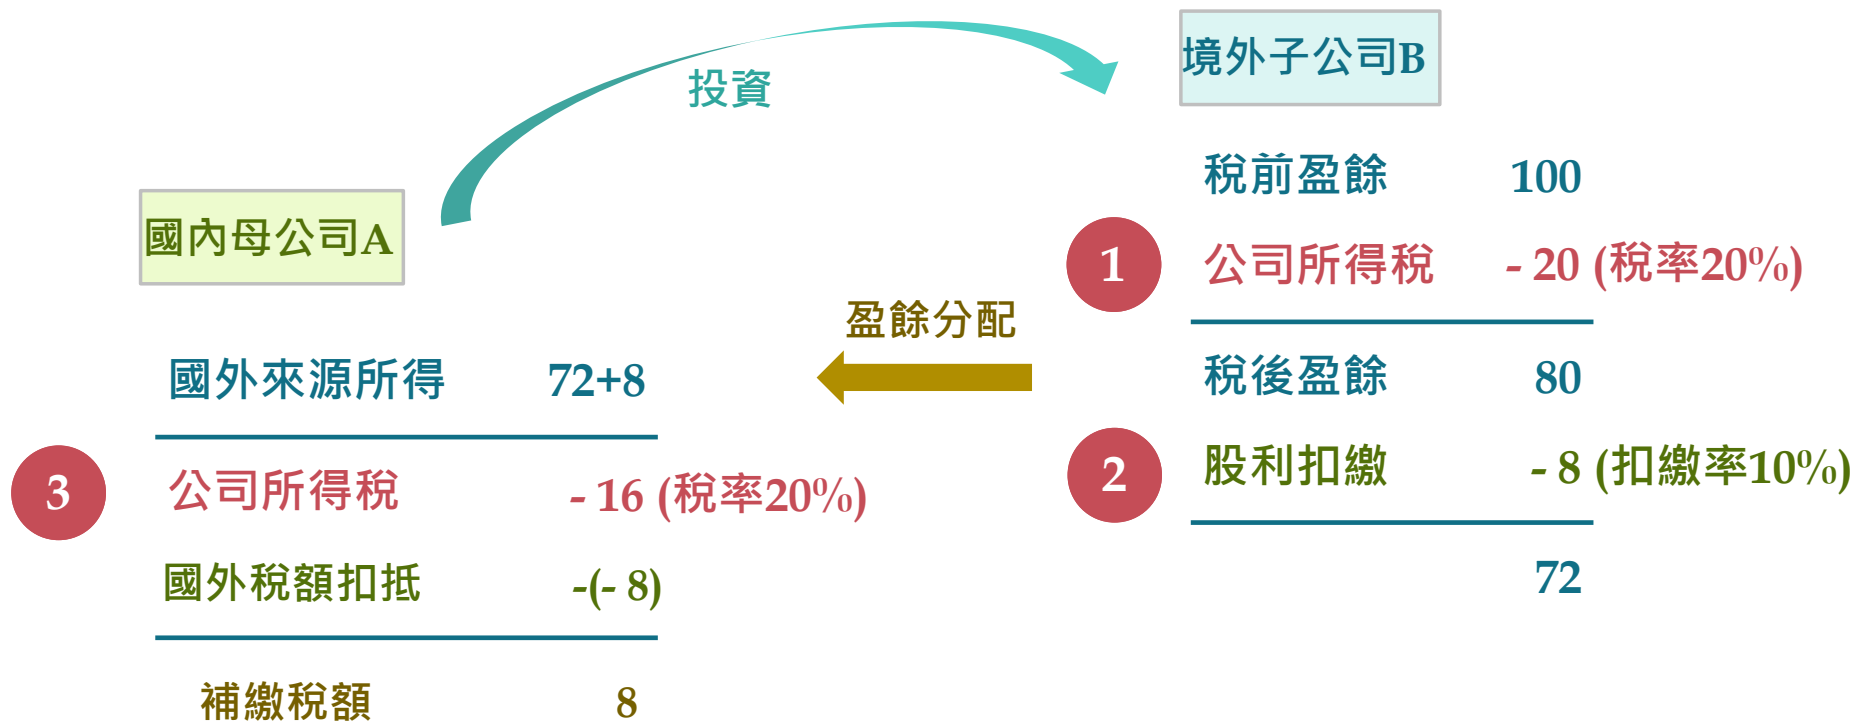 投資
境外子公司B
稅前盈餘 100
1 公司所得稅 - 20 (稅率20%)
稅後盈餘 80
2 股利扣繳 - 8 (扣繳率10%)
72
盈餘分配
國內母公司A
國外來源所得 72+8
3 公司所得稅 - 16 (稅率20%)
國外稅額扣抵 -(- 8)
補繳稅額 8